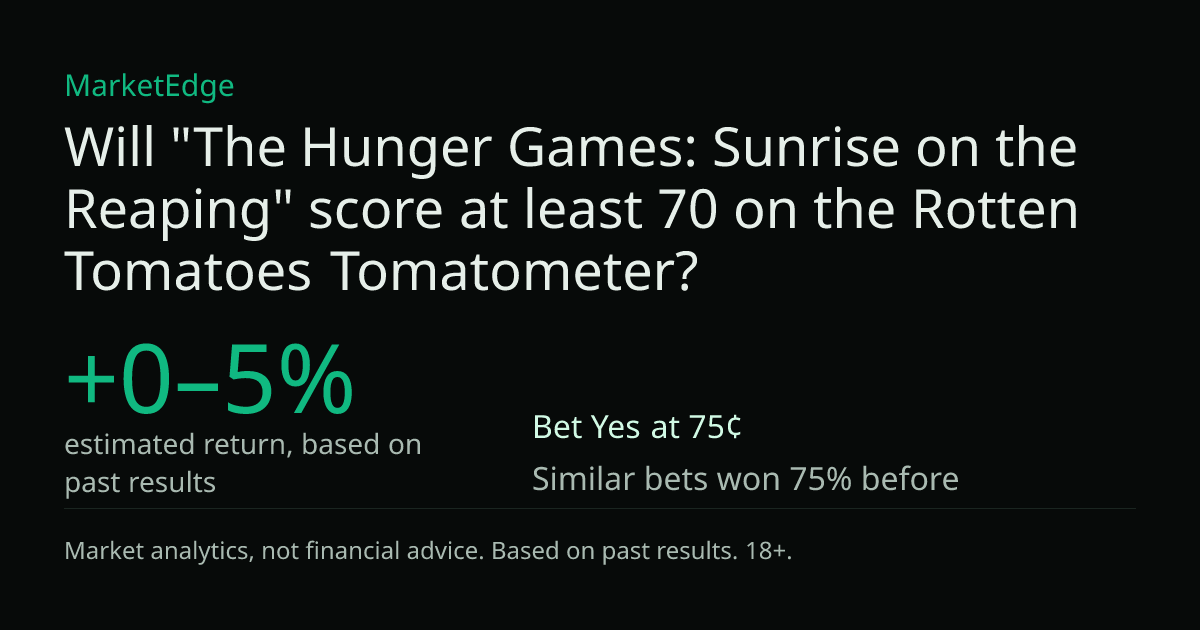 MarketEdge
Will "The Hunger Games: Sunrise on the
Reaping" score at least 70 on the Rotten
Tomatoes Tomatometer?
+0–5%
estimated return, based on
past results
Bet Yes at 75¢
Similar bets won 75% before
Market analytics, not financial advice. Based on past results. 18+.